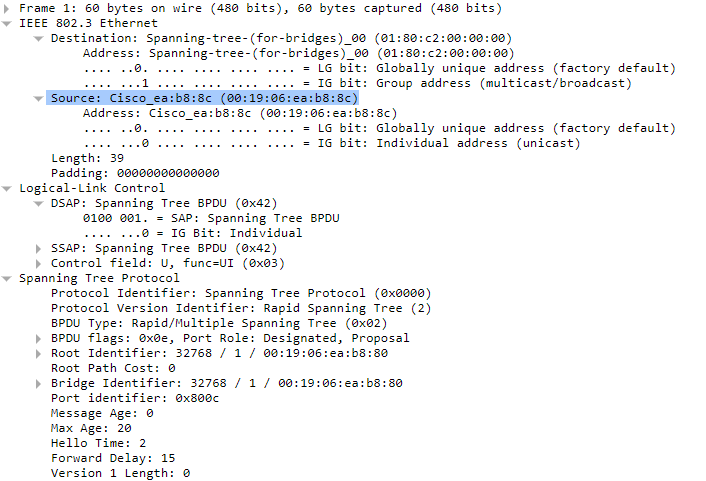 Frame 1: 60 bytes on wire (480 bits), 60 bytes captured (480 bits)
IEEE 802.3 Ethernet
Destination: Spanning-tree-(for-bridges)_00 (01:80:c2:00:00:00)
Address: Spanning-tree-(for-bridges)_00 (01:80:c2:00:00:00)
.... ..0. .... .... .... .... = LG bit: Globally unique address (factory default)
.... ...1 .... .... .... .... = IG bit: Group address (multicast/broadcast)
Source: Cisco_ea:b8:8c (00:19:06:ea:b8:8c)
Address: Cisco_ea:b8:8c (00:19:06:ea:b8:8c)
.... ..0. .... .... .... .... = LG bit: Globally unique address (factory default)
.... ...0 .... .... .... .... = IG bit: Individual address (unicast)
Length: 39
Padding: 00000000000000
Logical-Link Control
DSAP: Spanning Tree BPDU (0x42)
0100 001. = SAP: Spanning Tree BPDU
.... ...0 = IG Bit: Individual
SSAP: Spanning Tree BPDU (0x42)
Control field: U, func=UI (0x03)
Spanning Tree Protocol
Protocol Identifier: Spanning Tree Protocol (0x0000)
Protocol Version Identifier: Rapid Spanning Tree (2)
BPDU Type: Rapid/Multiple Spanning Tree (0x02)
BPDU flags: 0x0e, Port Role: Designated, Proposal
Root Identifier: 32768 / 1 / 00:19:06:ea:b8:80
Root Path Cost: 0
Bridge Identifier: 32768 / 1 / 00:19:06:ea:b8:80
Port identifier: 0x800c
Message Age: 0
Max Age: 20
Hello Time: 2
Forward Delay: 15
Version 1 Length: 0